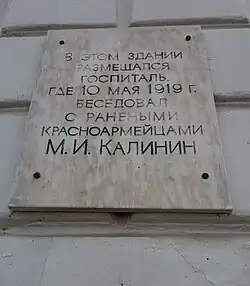 В ЭТОМ ЗДАНИИ
РАЗМЕЩАЛСЯ
ГОСПИТАЛЬ,
ГДЕ 10 МАЯ 1919 Г.
БЕСЕДОВАЛ
С РАНЕНЫМИ
КРАСНОАРМЕЙЦАМИ
М. И. КАЛИНИН